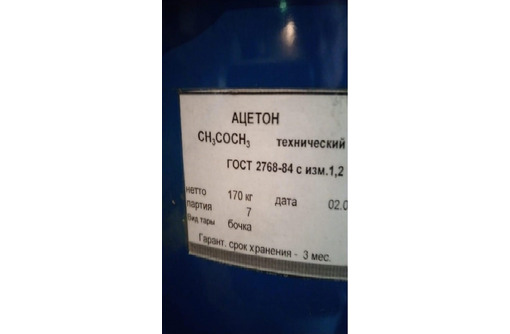 АЦЕТОН
CH₃COCH₃ технический
ГОСТ 2768-84 с изм.1,2
нетто 170 кг дата 02.0
партия 7
Вид тары бочка
Гарант. срок хранения - 3 мес.